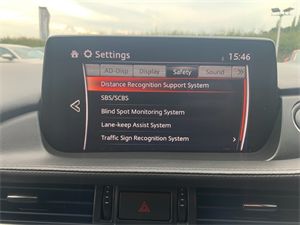 Settings 15:46
AD-Disp Display Safety Sound
Distance Recognition Support System
SBS/SCBS
Blind Spot Monitoring System
Lane-keep Assist System
Traffic Sign Recognition System